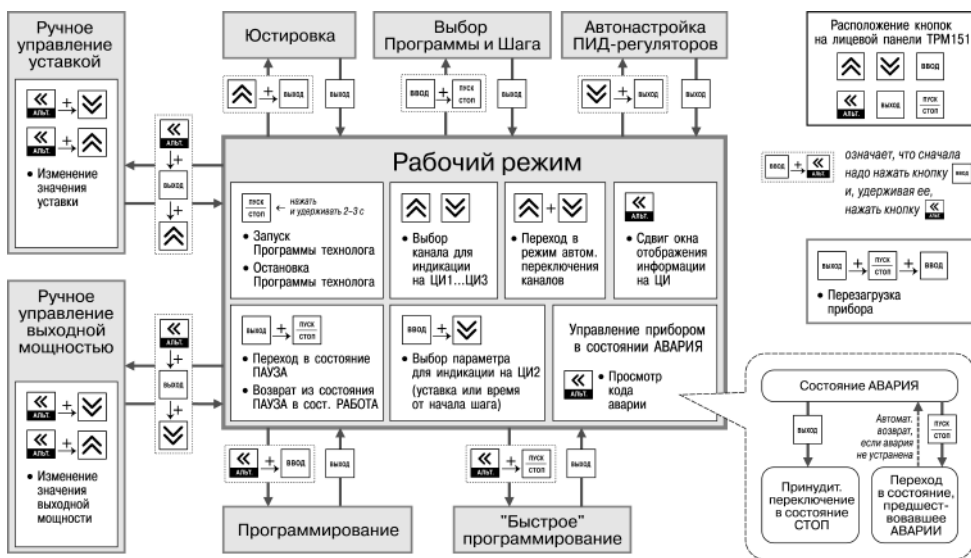 Ручное
управление
уставкой
«
АЛЬТ.
+
«
АЛЬТ.
+
• Изменение
значения
уставки
«
АЛЬТ.
+
ВЫХОД
+
Юстировка
+
ВЫХОД
ВЫХОД
Выбор
Программы и Шага
ВВОД
+
ПУСК
СТОП
ВЫХОД
Автонастройка
ПИД-регуляторов
+
ВЫХОД
ВЫХОД
Расположение кнопок
на лицевой панели ТРМ151
ВВОД
«
АЛЬТ.
ВЫХОД
ПУСК
СТОП
ВВОД
+
«
АЛЬТ.
означает, что сначала
надо нажать кнопку ВВОД
и, удерживая ее,
нажать кнопку « АЛЬТ.
ВЫХОД
+
ПУСК
СТОП
+
ВВОД
• Перезагрузка
прибора
Рабочий режим
ПУСК
СТОП
← нажать
и удерживать 2–3 с
• Запуск
Программы технолога
• Остановка
Программы технолога
• Выбор
канала для
индикации
на ЦИ1...ЦИ3
+
• Переход в
режим автом.
переключения
каналов
«
АЛЬТ.
• Сдвиг окна
отображения
информации
на ЦИ
ВЫХОД
+
ПУСК
СТОП
• Переход в состояние
ПАУЗА
• Возврат из состояния
ПАУЗА в сост. РАБОТА
ВВОД
+
• Выбор параметра
для индикации на ЦИ2
(уставка или время
от начала шага)
Управление прибором
в состоянии АВАРИЯ
«
АЛЬТ.
• Просмотр
кода
аварии
Ручное
управление
выходной
мощностью
«
АЛЬТ.
+
«
АЛЬТ.
+
• Изменение
значения
выходной
мощности
«
АЛЬТ.
+
ВЫХОД
+
«
АЛЬТ.
+
ВВОД
ВЫХОД
Программирование
«
АЛЬТ.
+
ПУСК
СТОП
ВЫХОД
"Быстрое"
программирование
Состояние АВАРИЯ
ВЫХОД
Автомат.
возврат,
если авария
не устранена
ПУСК
СТОП
Принудит.
переключение
в состояние
СТОП
Переход
в состояние,
предшест-
вовавшее
АВАРИИ